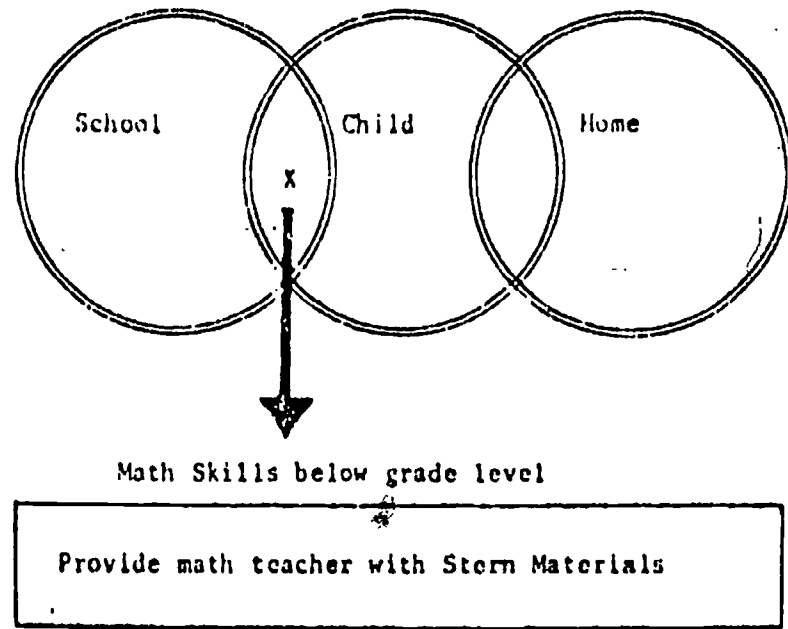 School Child Home
X
Math Skills below grade level
Provide math teacher with Stern Materials